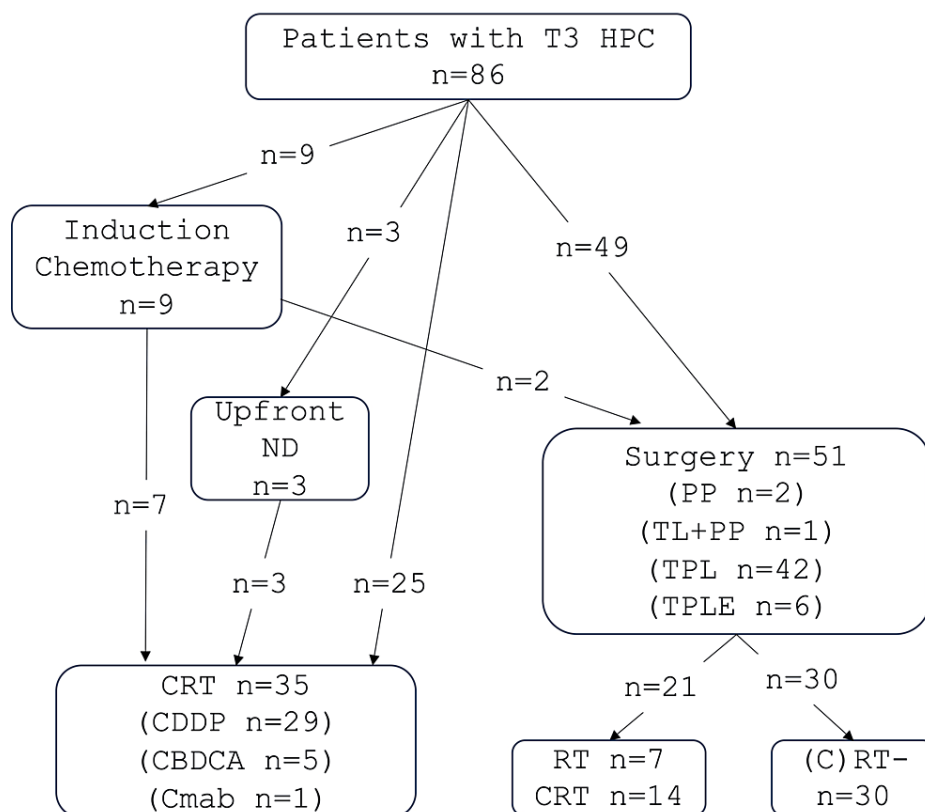 Patients with T3 HPC
n=86
n=9
n=3
n=49
Induction
Chemotherapy
n=9
n=2
Upfront
ND
n=3
n=7
n=3
n=25
Surgery n=51
(PP n=2)
(TL+PP n=1)
(TPL n=42)
(TPLE n=6)
n=21
n=30
CRT n=35
(CDDP n=29)
(CBDCA n=5)
(Cmab n=1)
RT n=7
CRT n=14
(C)RT-
n=30